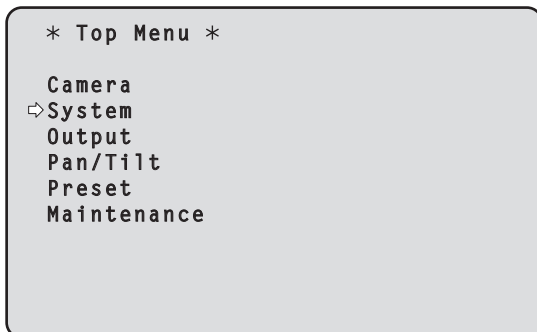 * Top Menu *
Camera
⇨System
Output
Pan/Tilt
Preset
Maintenance